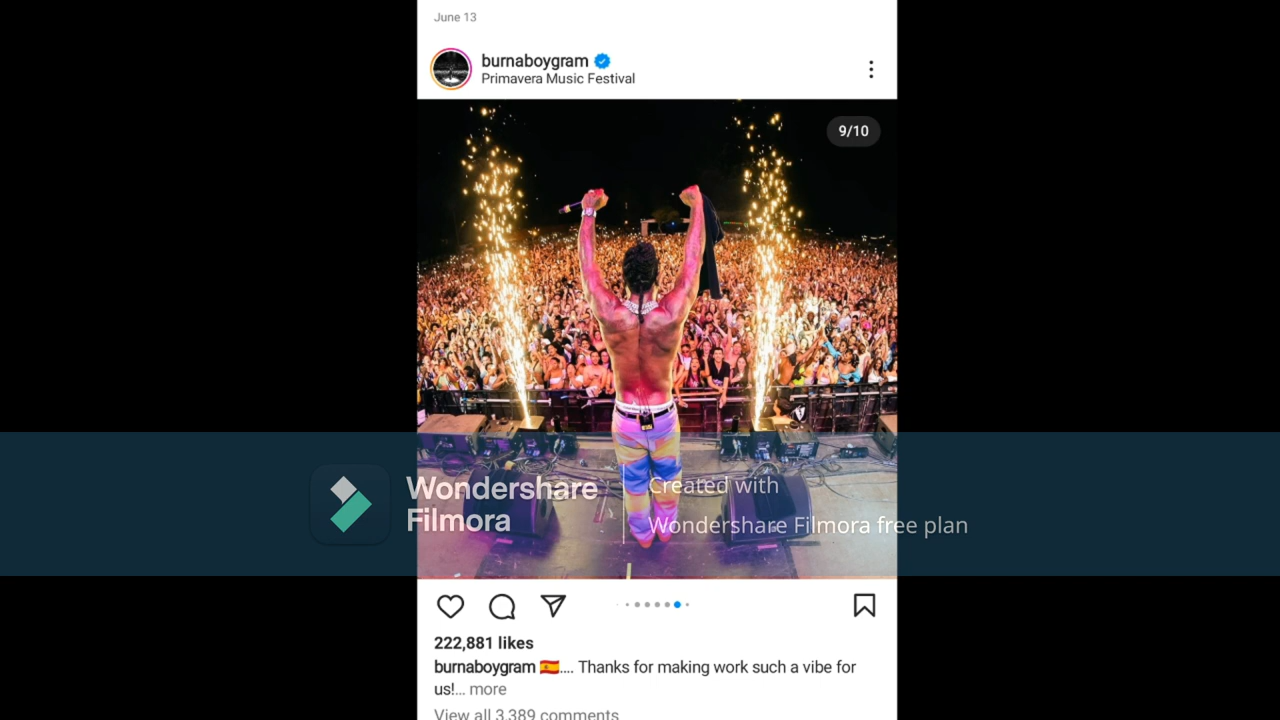 June 13
burnaboygram
Primavera Music Festival
9/10
Wondershare
Filmora
Created with
Wondershare Filmora free plan
222,881 likes
burnaboygram 🇪🇸.... Thanks for making work such a vibe for
us!... more
View all 3,389 comments